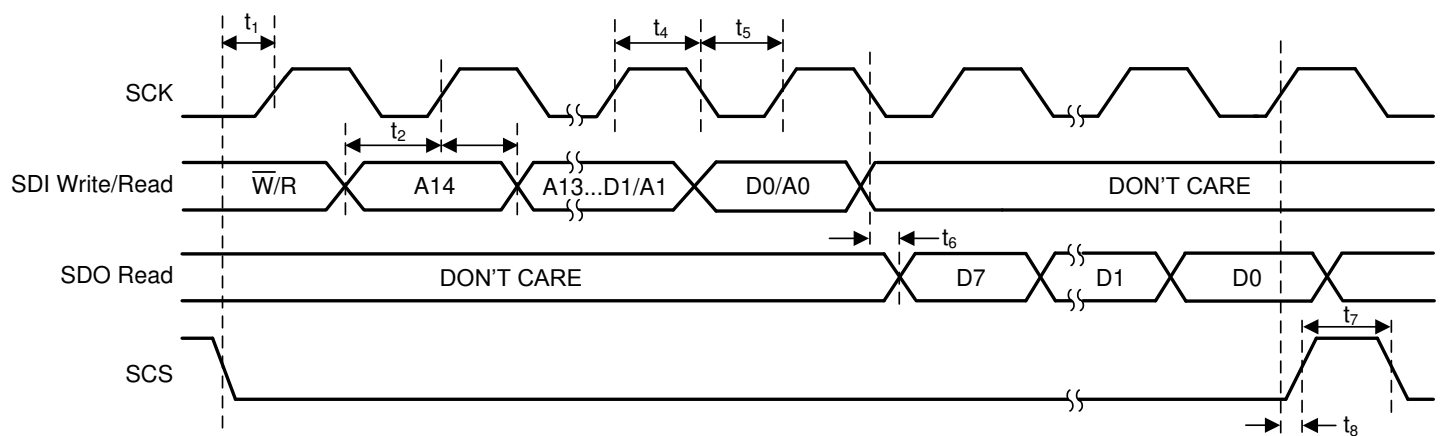 t1 t4 t5
SCK
t2
SDI Write/Read W̅/R A14 A13...D1/A1 D0/A0 DON'T CARE
t6
SDO Read DON'T CARE D7 D1 D0
t7
SCS
t8